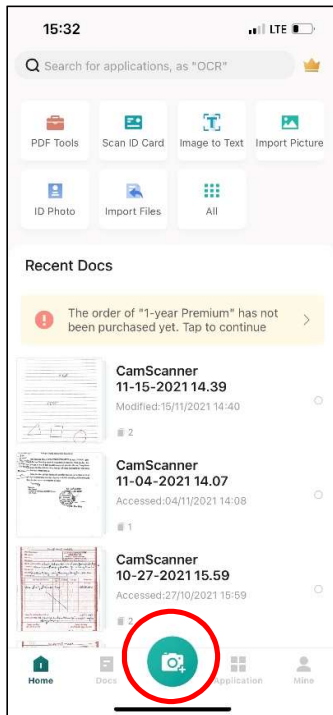 15:32
LTE
Search for applications, as "OCR"
PDF Tools
Scan ID Card
Image to Text
Import Picture
ID Photo
Import Files
All
Recent Docs
The order of "1-year Premium" has not
been purchased yet. Tap to continue
CamScanner
11-15-2021 14.39
Modified:15/11/2021 14:40
2
CamScanner
11-04-2021 14.07
Accessed:04/11/2021 14:08
1
CamScanner
10-27-2021 15.59
Accessed:27/10/2021 15:59
2
Home
Docs
Application
Mine